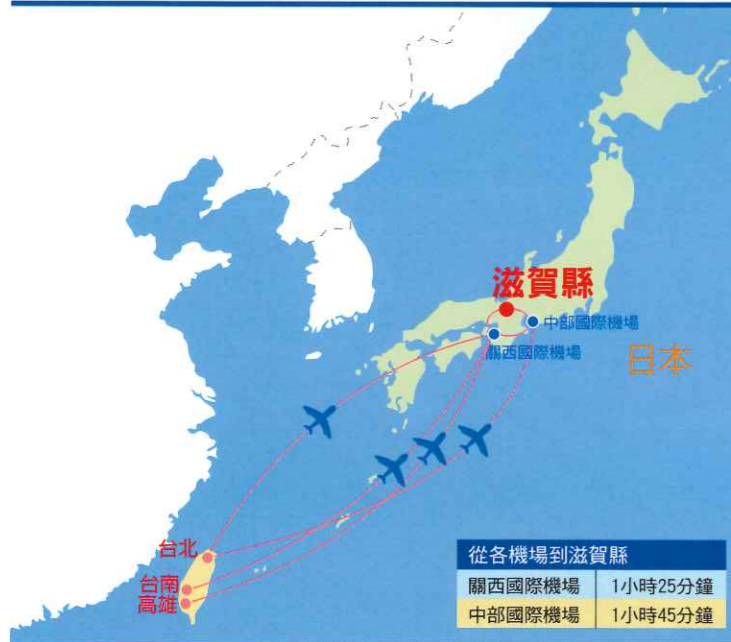 滋賀縣
中部國際機場
關西國際機場
日本
台北
台南
高雄
從各機場到滋賀縣
關西國際機場 1小時25分鐘
中部國際機場 1小時45分鐘